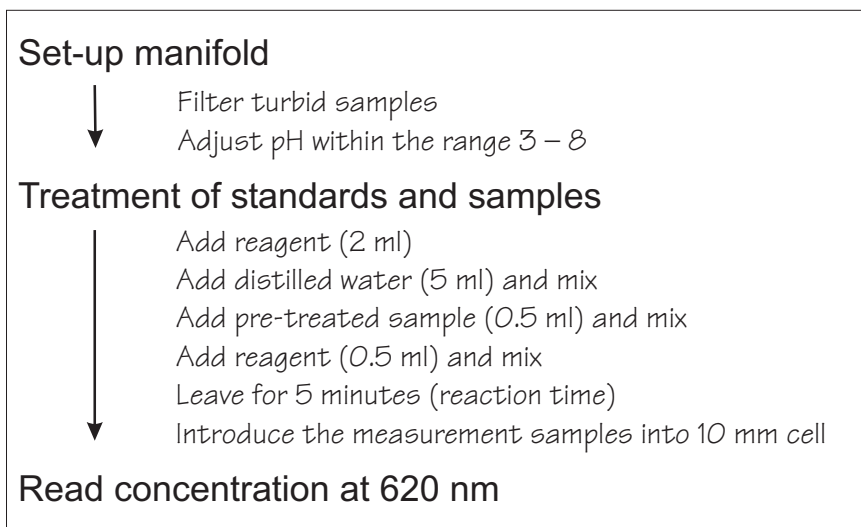 Set-up manifold
Filter turbid samples
Adjust pH within the range 3 – 8
Treatment of standards and samples
Add reagent (2 ml)
Add distilled water (5 ml) and mix
Add pre-treated sample (0.5 ml) and mix
Add reagent (0.5 ml) and mix
Leave for 5 minutes (reaction time)
Introduce the measurement samples into 10 mm cell
Read concentration at 620 nm